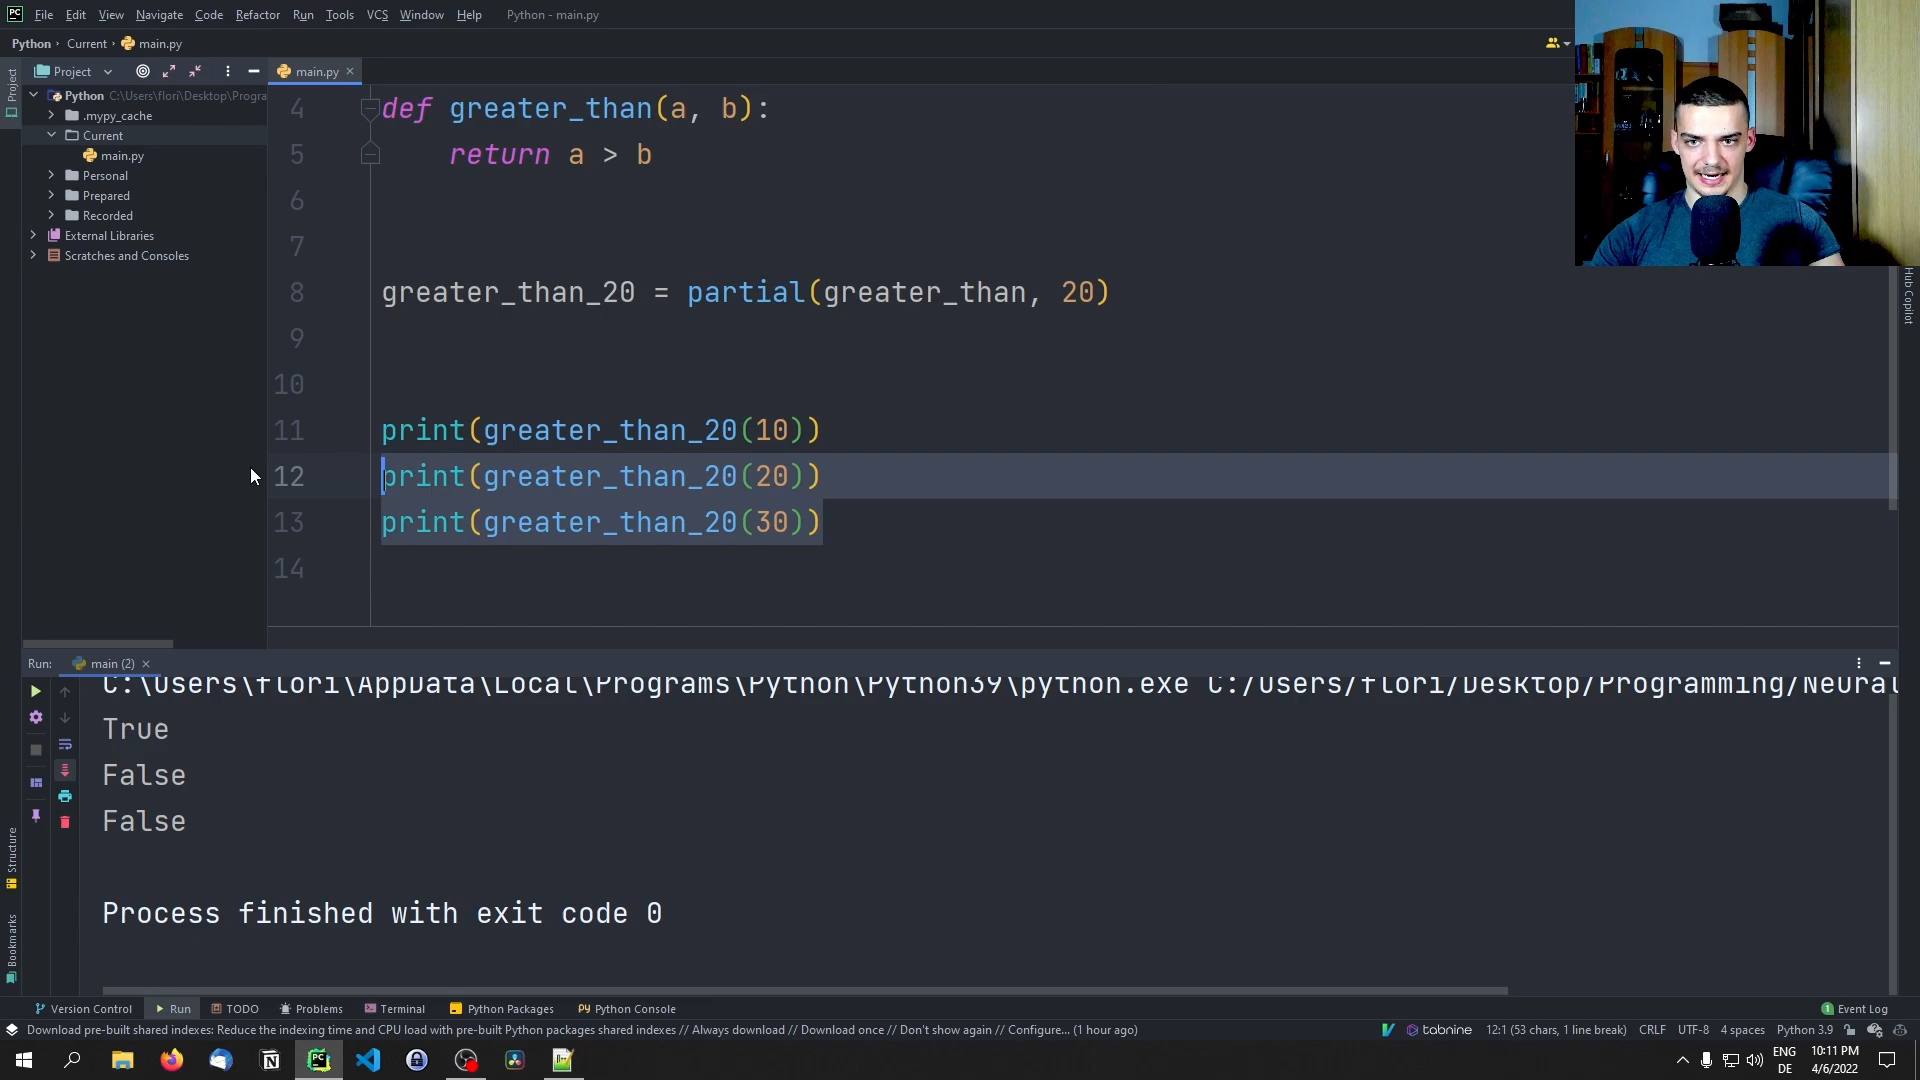 File Edit View Navigate Code Refactor Run Tools VCS Window Help Python - main.py
Python › Current › main.py
Project
main.py
Project
Python C:\Users\flori\Desktop\Progra
.mypy_cache
Current
main.py
Personal
Prepared
Recorded
External Libraries
Scratches and Consoles
4 def greater_than(a, b):
5 return a > b
6
7
8 greater_than_20 = partial(greater_than, 20)
9
10
11 print(greater_than_20(10))
12 print(greater_than_20(20))
13 print(greater_than_20(30))
14
Hub Copilot
Run: main (2)
C:\Users\flori\AppData\Local\Programs\Python\Python39\python.exe C:/Users/flori/Desktop/Programming/Neural
True
False
False
Process finished with exit code 0
Structure
Bookmarks
Version Control Run TODO Problems Terminal Python Packages Python Console 1 Event Log
Download pre-built shared indexes: Reduce the indexing time and CPU load with pre-built Python packages shared indexes // Always download // Download once // Don't show again // Configure... (1 hour ago) tabnine 12:1 (53 chars, 1 line break) CRLF UTF-8 4 spaces Python 3.9
ENG 10:11 PM
DE 4/6/2022